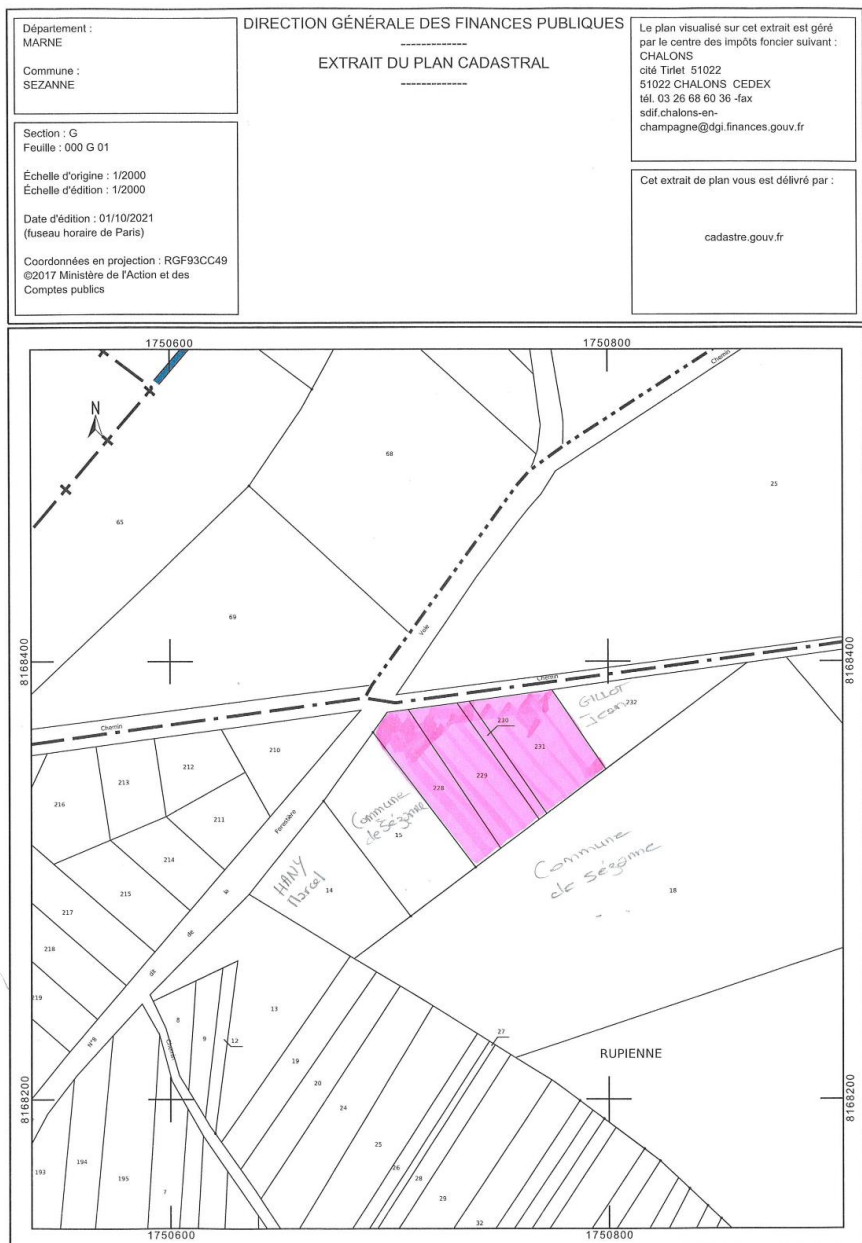 Département :
MARNE
Commune :
SEZANNE
Section : G
Feuille : 000 G 01
Échelle d'origine : 1/2000
Échelle d'édition : 1/2000
Date d'édition : 01/10/2021
(fuseau horaire de Paris)
Coordonnées en projection : RGF93CC49
©2017 Ministère de l'Action et des
Comptes publics
DIRECTION GÉNÉRALE DES FINANCES PUBLIQUES
-------------
EXTRAIT DU PLAN CADASTRAL
-------------
Le plan visualisé sur cet extrait est géré
par le centre des impôts foncier suivant :
CHALONS
cité Tirlet 51022
51022 CHALONS CEDEX
tél. 03 26 68 60 36 -fax
sdif.chalons-en-
champagne@dgi.finances.gouv.fr
Cet extrait de plan vous est délivré par :
cadastre.gouv.fr
1750600
1750800
Chemin
N
68
25
65
69
Voie
8168400
8168400
Chemin
GILLOT
Jean
232
Chemin
230
210
231
212
213
228
229
216
Commune
de Sézanne
211
Forestière
15
Commune
de Sézanne
214
HANY
Marcel
14
18
215
la
217
de
218
dit
219
13
27
8
9
12
N°8
Chemin
RUPIENNE
19
20
24
8168200
8168200
25
26
28
193
194
195
7
29
32
1750600
1750800